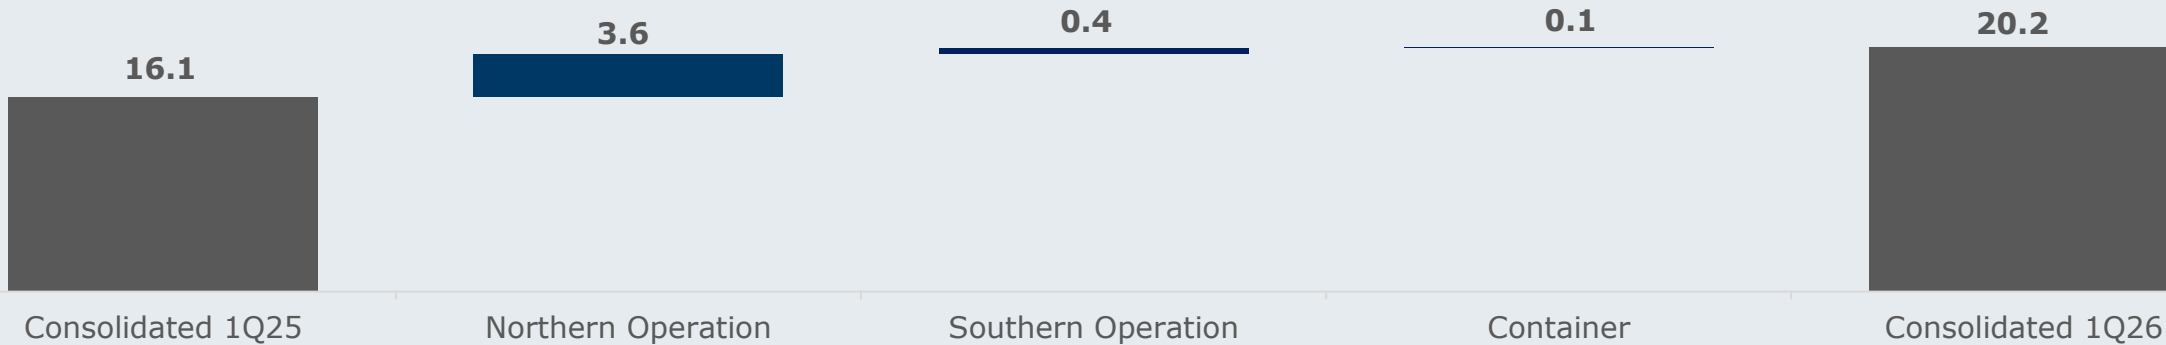 16.1
3.6
0.4
0.1
20.2
Consolidated 1Q25
Northern Operation
Southern Operation
Container
Consolidated 1Q26